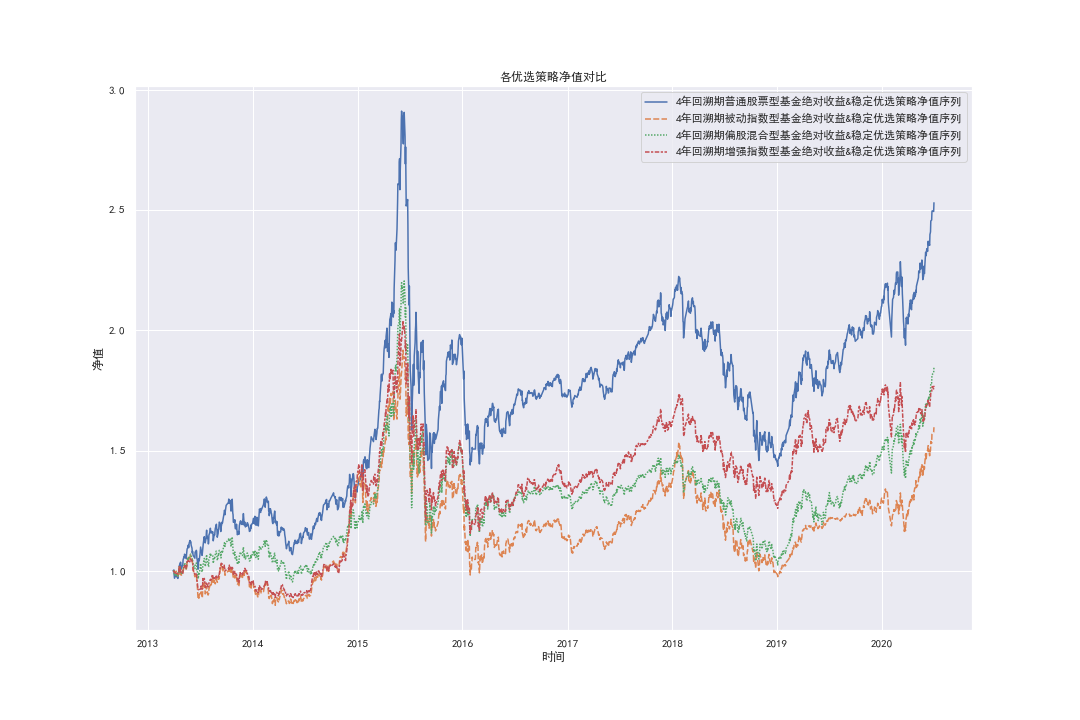 各优选策略净值对比
4年回溯期普通股票型基金绝对收益&稳定优选策略净值序列
4年回溯期被动指数型基金绝对收益&稳定优选策略净值序列
4年回溯期偏股混合型基金绝对收益&稳定优选策略净值序列
4年回溯期增强指数型基金绝对收益&稳定优选策略净值序列
净值
3.0
2.5
2.0
1.5
1.0
2013 2014 2015 2016 2017 2018 2019 2020
时间